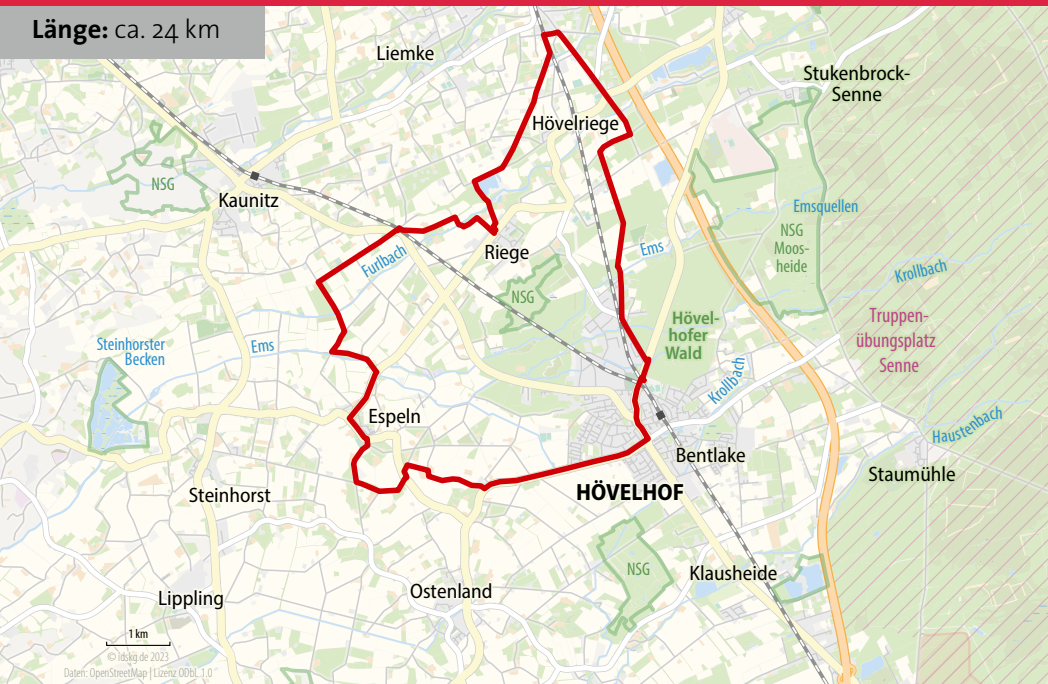 Länge: ca. 24 km
Liemke
Stukenbrock-
Senne
Hövelriege
NSG
Kaunitz
Emsquellen
NSG
Moos-
heide
Riege
Ems
Furlbach
Krollbach
NSG
Hövel-
hofer
Wald
Truppen-
übungsplatz
Senne
Steinhorster
Becken
Ems
Krollbach
Espeln
Haustenbach
Bentlake
Staumühle
Steinhorst
HÖVELHOF
NSG
Klausheide
Ostenland
Lippling
1 km
© idskg.de 2023
Daten: OpenStreetMap | Lizenz ODbL 1.0